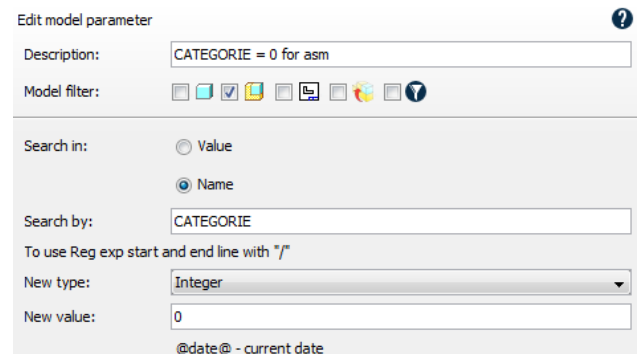 Edit model parameter
?
Description: CATEGORIE = 0 for asm
Model filter:
Search in: Value
Name
Search by: CATEGORIE
To use Reg exp start and end line with "/"
New type: Integer
New value: 0
@date@ - current date